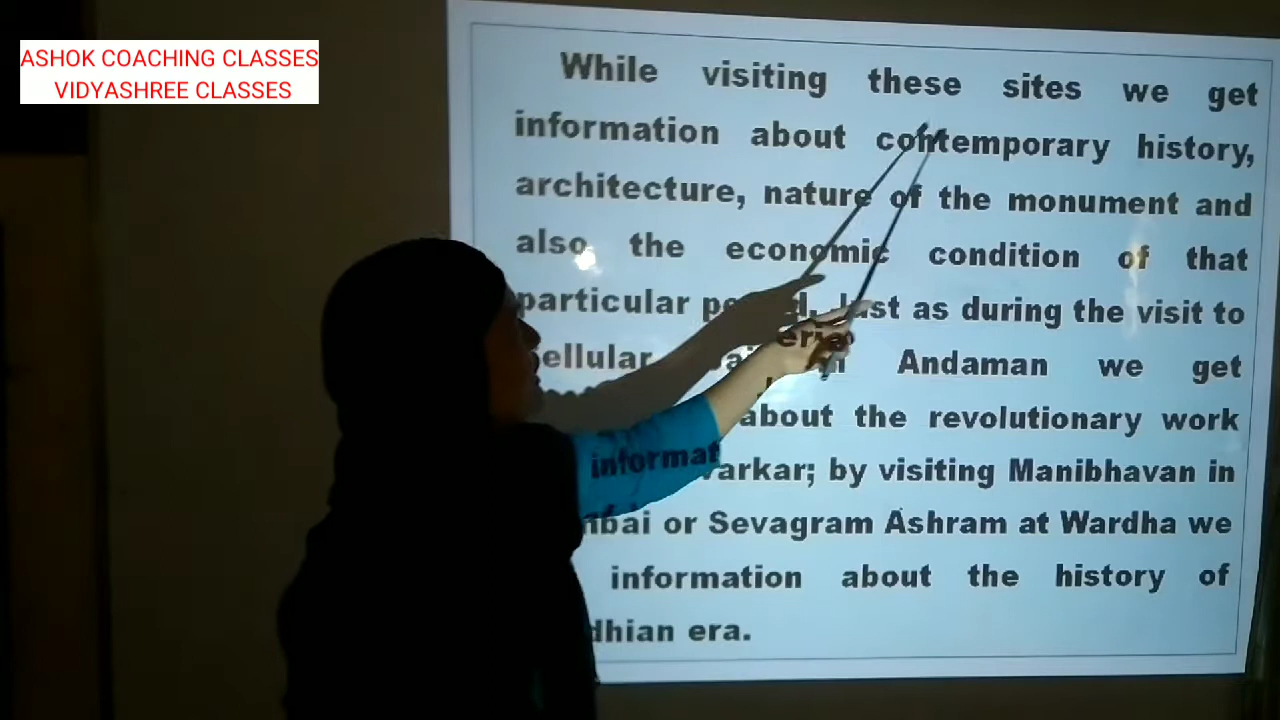 ASHOK COACHING CLASSES
VIDYASHREE CLASSES
While visiting these sites we get
information about contemporary history,
architecture, nature of the monument and
also the economic condition of that
particular period. Just as during the visit to
Cellular Andaman we get
informat about the revolutionary work
varkar; by visiting Manibhavan in
mbai or Sevagram Ashram at Wardha we
information about the history of
dhian era.